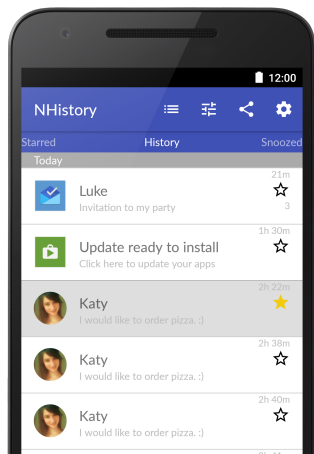 12:00
NHistory
Starred History Snoozed
Today
21m
Luke
Invitation to my party 3
1h 30m
Update ready to install
Click here to update your apps
2h 22m
Katy
I would like to order pizza. :)
2h 38m
Katy
I would like to order pizza. :)
2h 40m
Katy
I would like to order pizza. :)